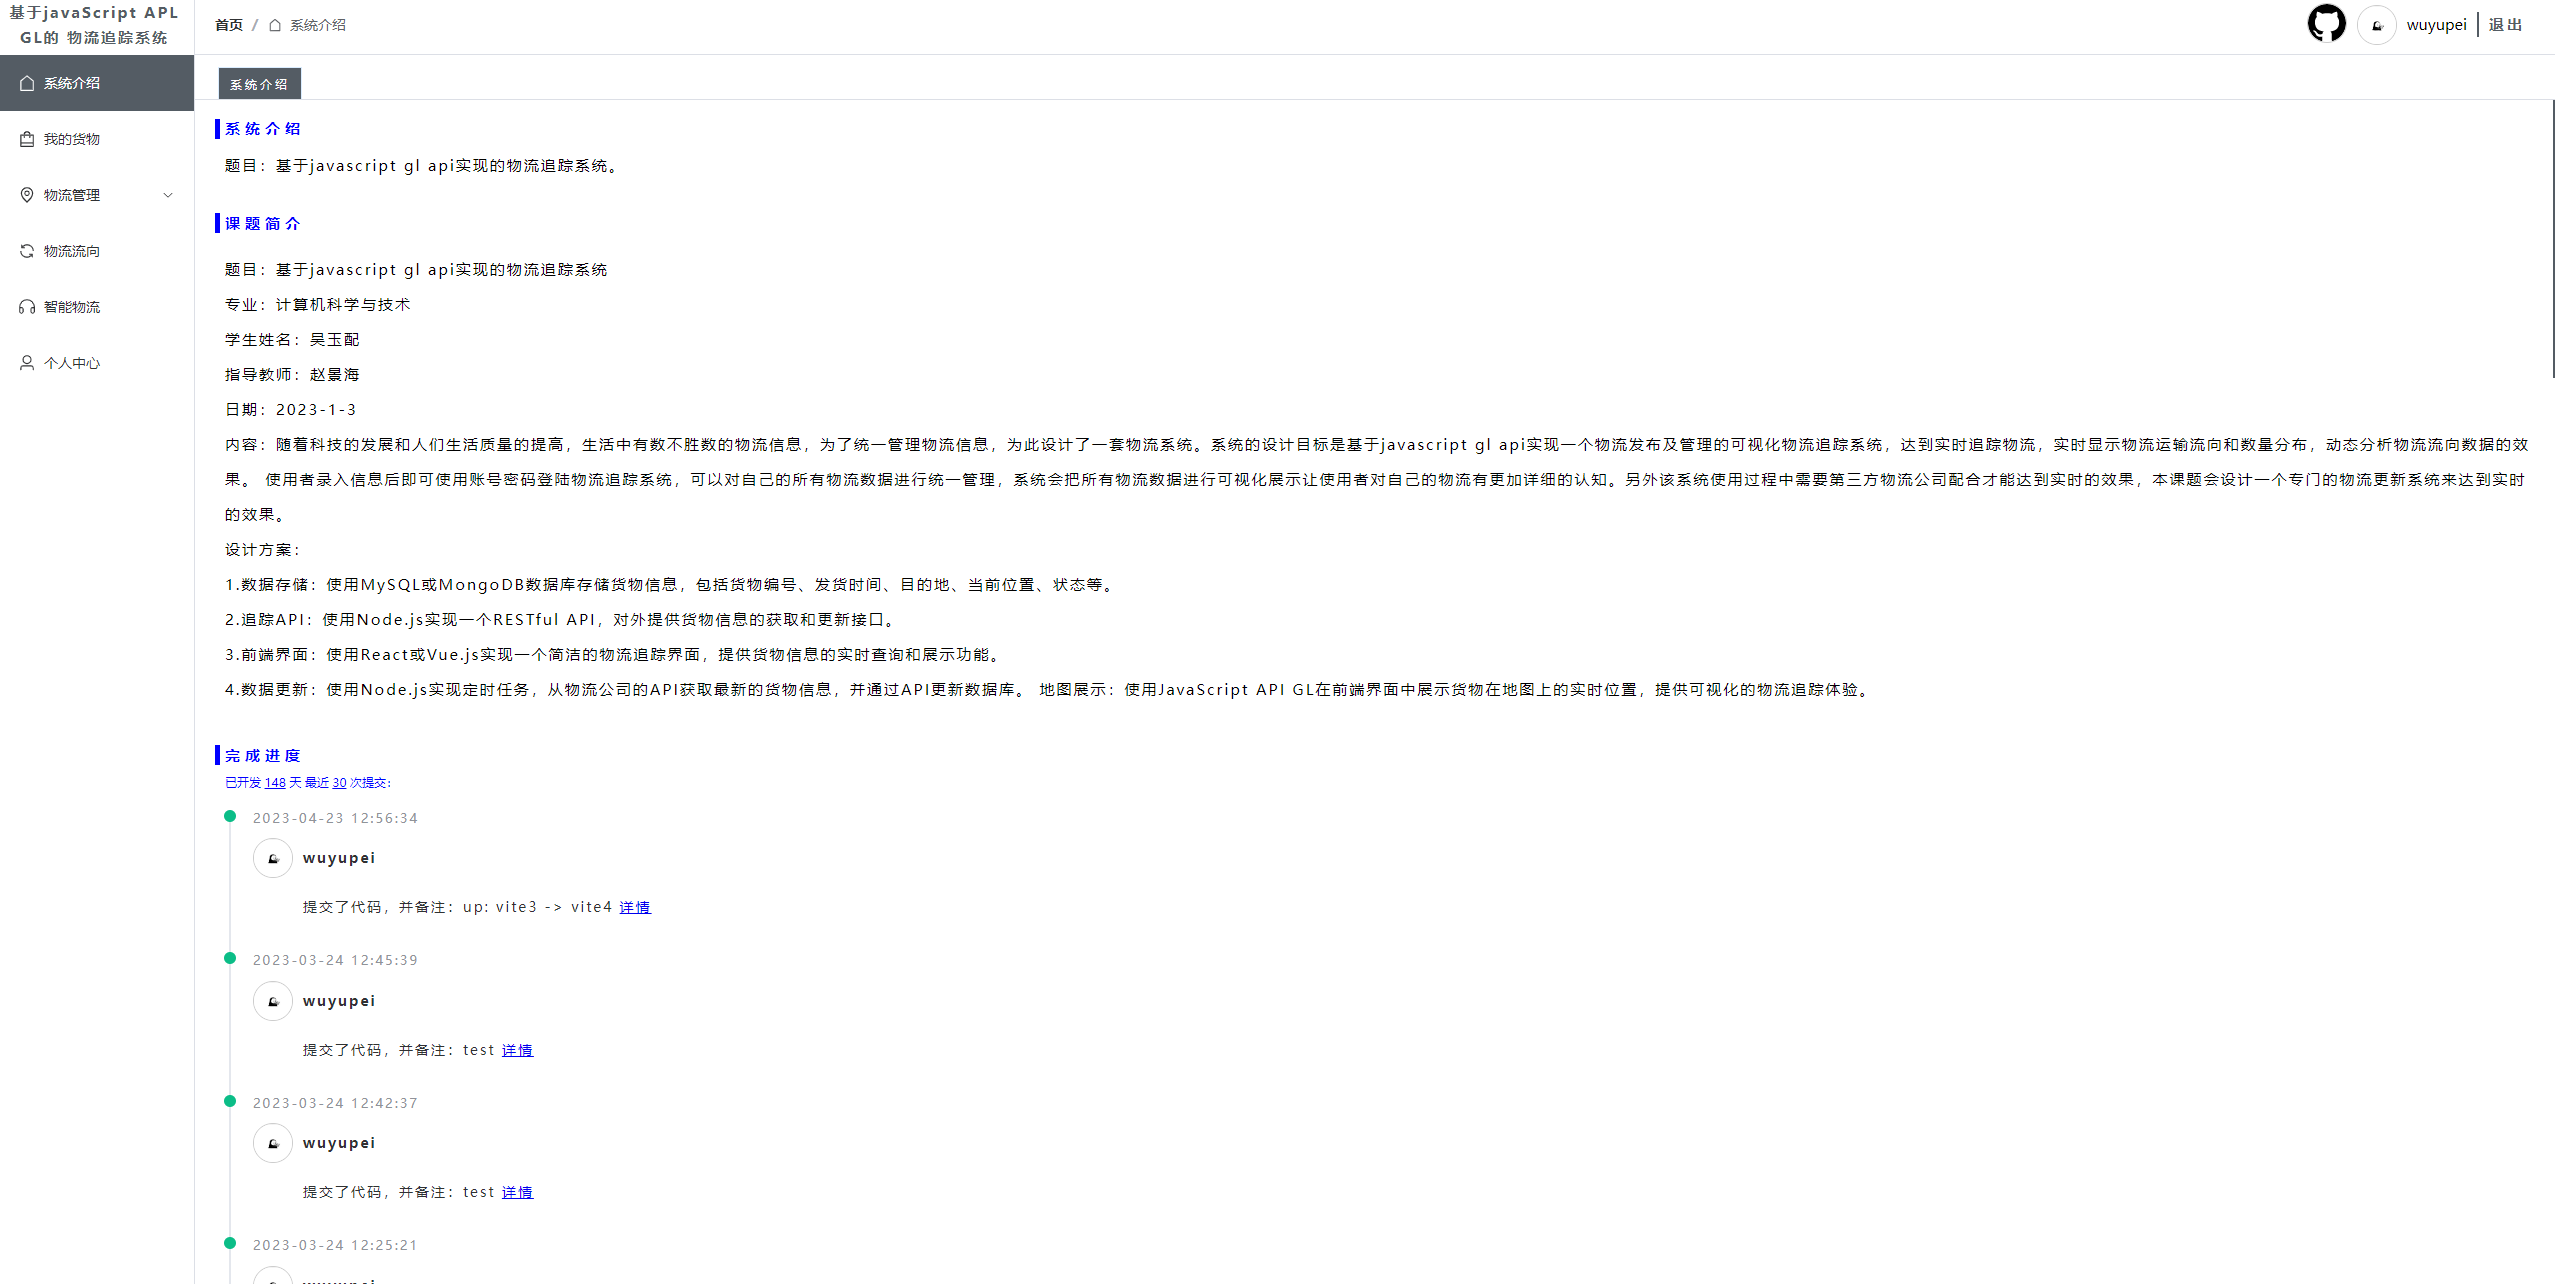 基于javaScript APL
GL的 物流追踪系统
首页 / 系统介绍
wuyupei 退出
系统介绍
我的货物
物流管理
物流流向
智能物流
个人中心
系统介绍
系统介绍
题目：基于javascript gl api实现的物流追踪系统。
课题简介
题目：基于javascript gl api实现的物流追踪系统
专业：计算机科学与技术
学生姓名：吴玉配
指导教师：赵景海
日期：2023-1-3
内容：随着科技的发展和人们生活质量的提高，生活中有数不胜数的物流信息，为了统一管理物流信息，为此设计了一套物流系统。系统的设计目标是基于javascript gl api实现一个物流发布及管理的可视化物流追踪系统，达到实时追踪物流，实时显示物流运输流向和数量分布，动态分析物流流向数据的效
果。 使用者录入信息后即可使用账号密码登陆物流追踪系统，可以对自己的所有物流数据进行统一管理，系统会把所有物流数据进行可视化展示让使用者对自己的物流有更加详细的认知。另外该系统使用过程中需要第三方物流公司配合才能达到实时的效果，本课题会设计一个专门的物流更新系统来达到实时
的效果。
设计方案：
1.数据存储：使用MySQL或MongoDB数据库存储货物信息，包括货物编号、发货时间、目的地、当前位置、状态等。
2.追踪API：使用Node.js实现一个RESTful API，对外提供货物信息的获取和更新接口。
3.前端界面：使用React或Vue.js实现一个简洁的物流追踪界面，提供货物信息的实时查询和展示功能。
4.数据更新：使用Node.js实现定时任务，从物流公司的API获取最新的货物信息，并通过API更新数据库。 地图展示：使用JavaScript API GL在前端界面中展示货物在地图上的实时位置，提供可视化的物流追踪体验。
完成进度
已开发 148 天 最近 30 次提交：
2023-04-23 12:56:34
wuyupei
提交了代码，并备注：up: vite3 -> vite4 详情
2023-03-24 12:45:39
wuyupei
提交了代码，并备注：test 详情
2023-03-24 12:42:37
wuyupei
提交了代码，并备注：test 详情
2023-03-24 12:25:21